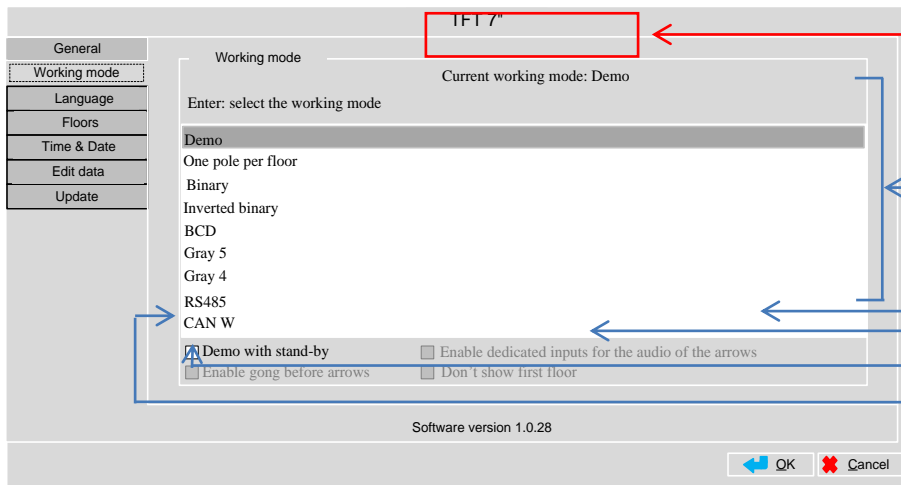 TFT 7"
General
Working mode
Language
Floors
Time & Date
Edit data
Update
Working mode
Current working mode: Demo
Enter: select the working mode
Demo
One pole per floor
Binary
Inverted binary
BCD
Gray 5
Gray 4
RS485
CAN W
Demo with stand-by Enable dedicated inputs for the audio of the arrows
Enable gong before arrows Don't show first floor
Software version 1.0.28
OK Cancel